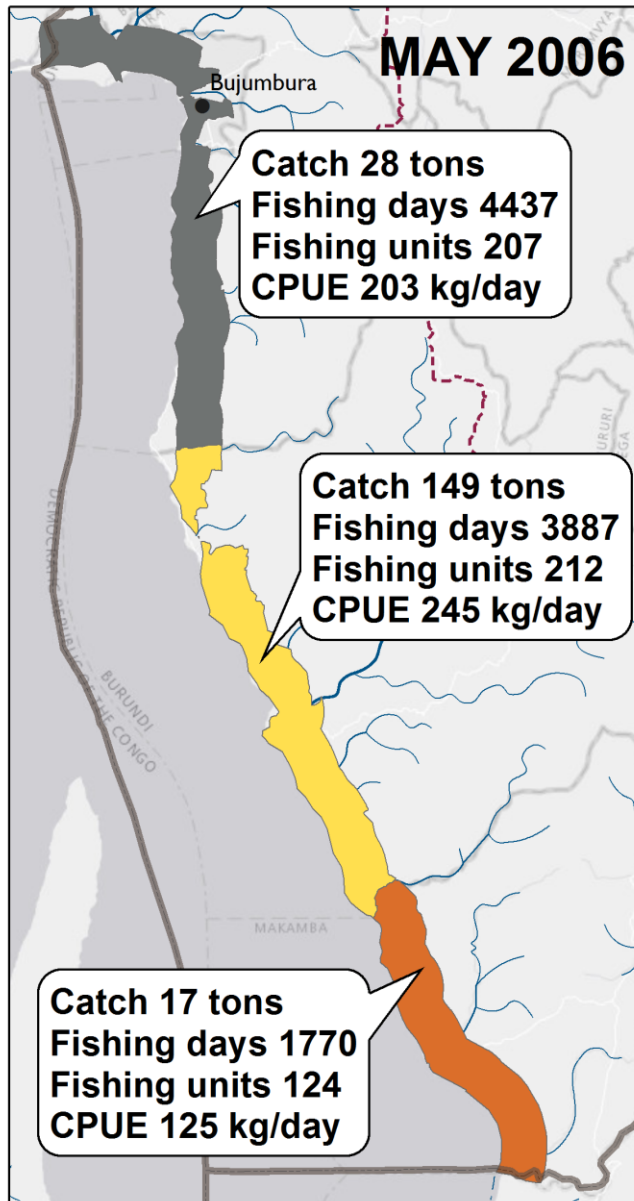 MAY 2006
Bujumbura
Catch 28 tons
Fishing days 4437
Fishing units 207
CPUE 203 kg/day
Catch 149 tons
Fishing days 3887
Fishing units 212
CPUE 245 kg/day
DEMOCRATIC REPUBLIC OF THE CONGO
BURUNDI
MAKAMBA
Catch 17 tons
Fishing days 1770
Fishing units 124
CPUE 125 kg/day